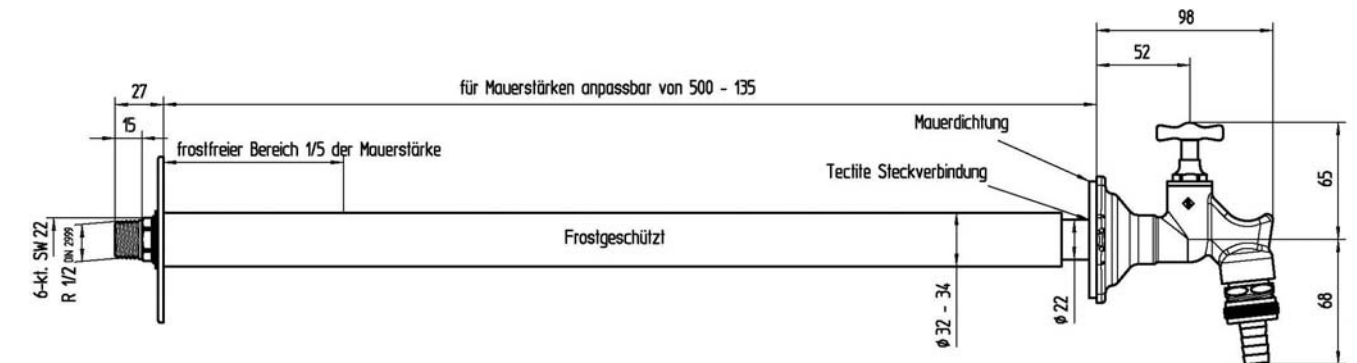 98
52
für Mauerstärken anpassbar von 500 - 135
27
15
Mauerdichtung
frostfreier Bereich 1/5 der Mauerstärke
Tectite Steckverbindung
65
6-kt. SW 22
R 1/2 DIN 2999
Frostgeschützt
ø 32 - 34
ø 22
68